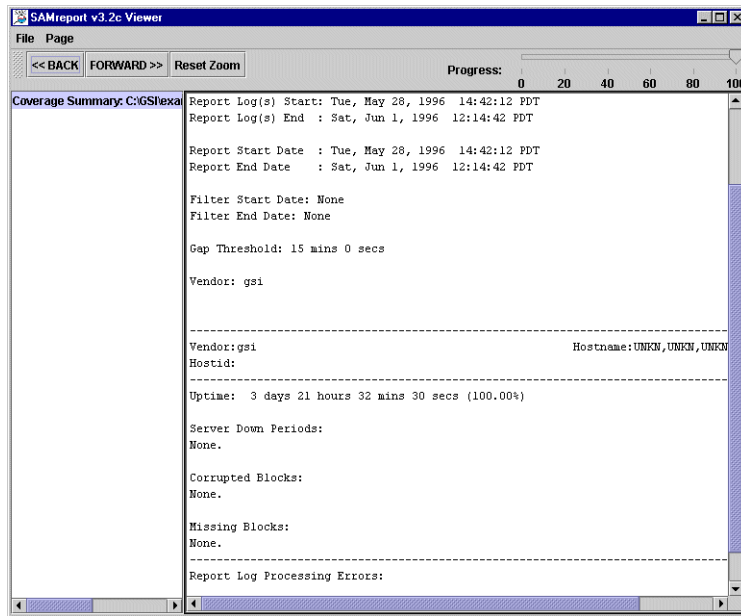 SAMreport v3.2c Viewer
File Page
<< BACK FORWARD >> Reset Zoom Progress:
0 20 40 60 80 100
Coverage Summary: C:\GSI\exa
Report Log(s) Start: Tue, May 28, 1996 14:42:12 PDT
Report Log(s) End : Sat, Jun 1, 1996 12:14:42 PDT
Report Start Date : Tue, May 28, 1996 14:42:12 PDT
Report End Date : Sat, Jun 1, 1996 12:14:42 PDT
Filter Start Date: None
Filter End Date: None
Gap Threshold: 15 mins 0 secs
Vendor: gsi
Vendor:gsi Hostname:UNKN,UNKN,UNKN
Hostid:
Uptime: 3 days 21 hours 32 mins 30 secs (100.00%)
Server Down Periods:
None.
Corrupted Blocks:
None.
Missing Blocks:
None.
Report Log Processing Errors: